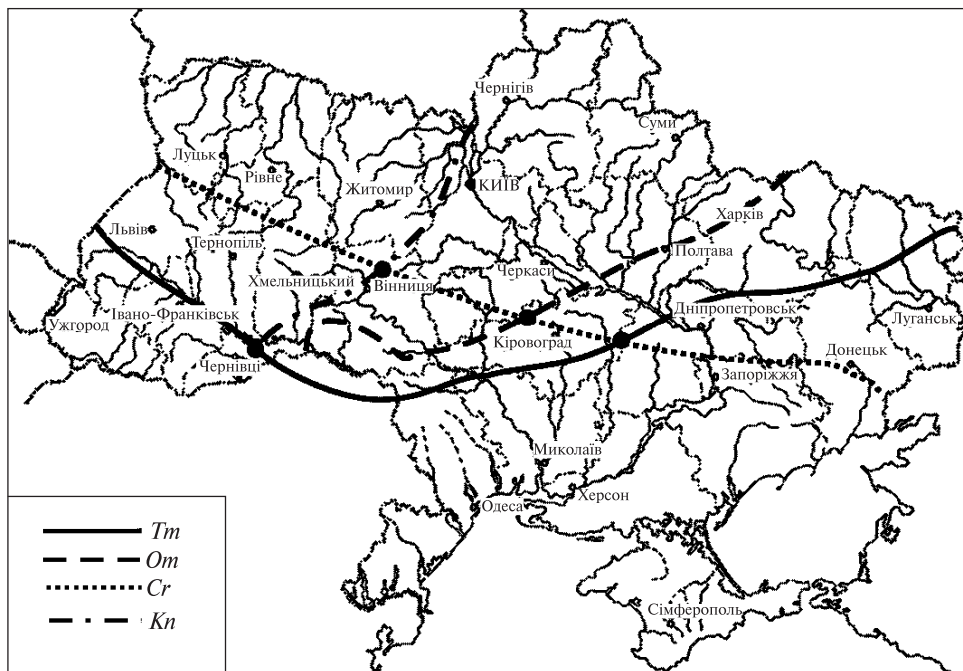 Чернігів
Суми
Луцьк
Рівне
Житомир
КИЇВ
Харків
Львів
Тернопіль
Полтава
Черкаси
Хмельницький
Вінниця
Ужгород
Івано-Франківськ
Дніпропетровськ
Луганськ
Кіровоград
Чернівці
Донецьк
Запоріжжя
Миколаїв
Херсон
Одеса
Сімферополь
Tm
Om
Cr
Kn